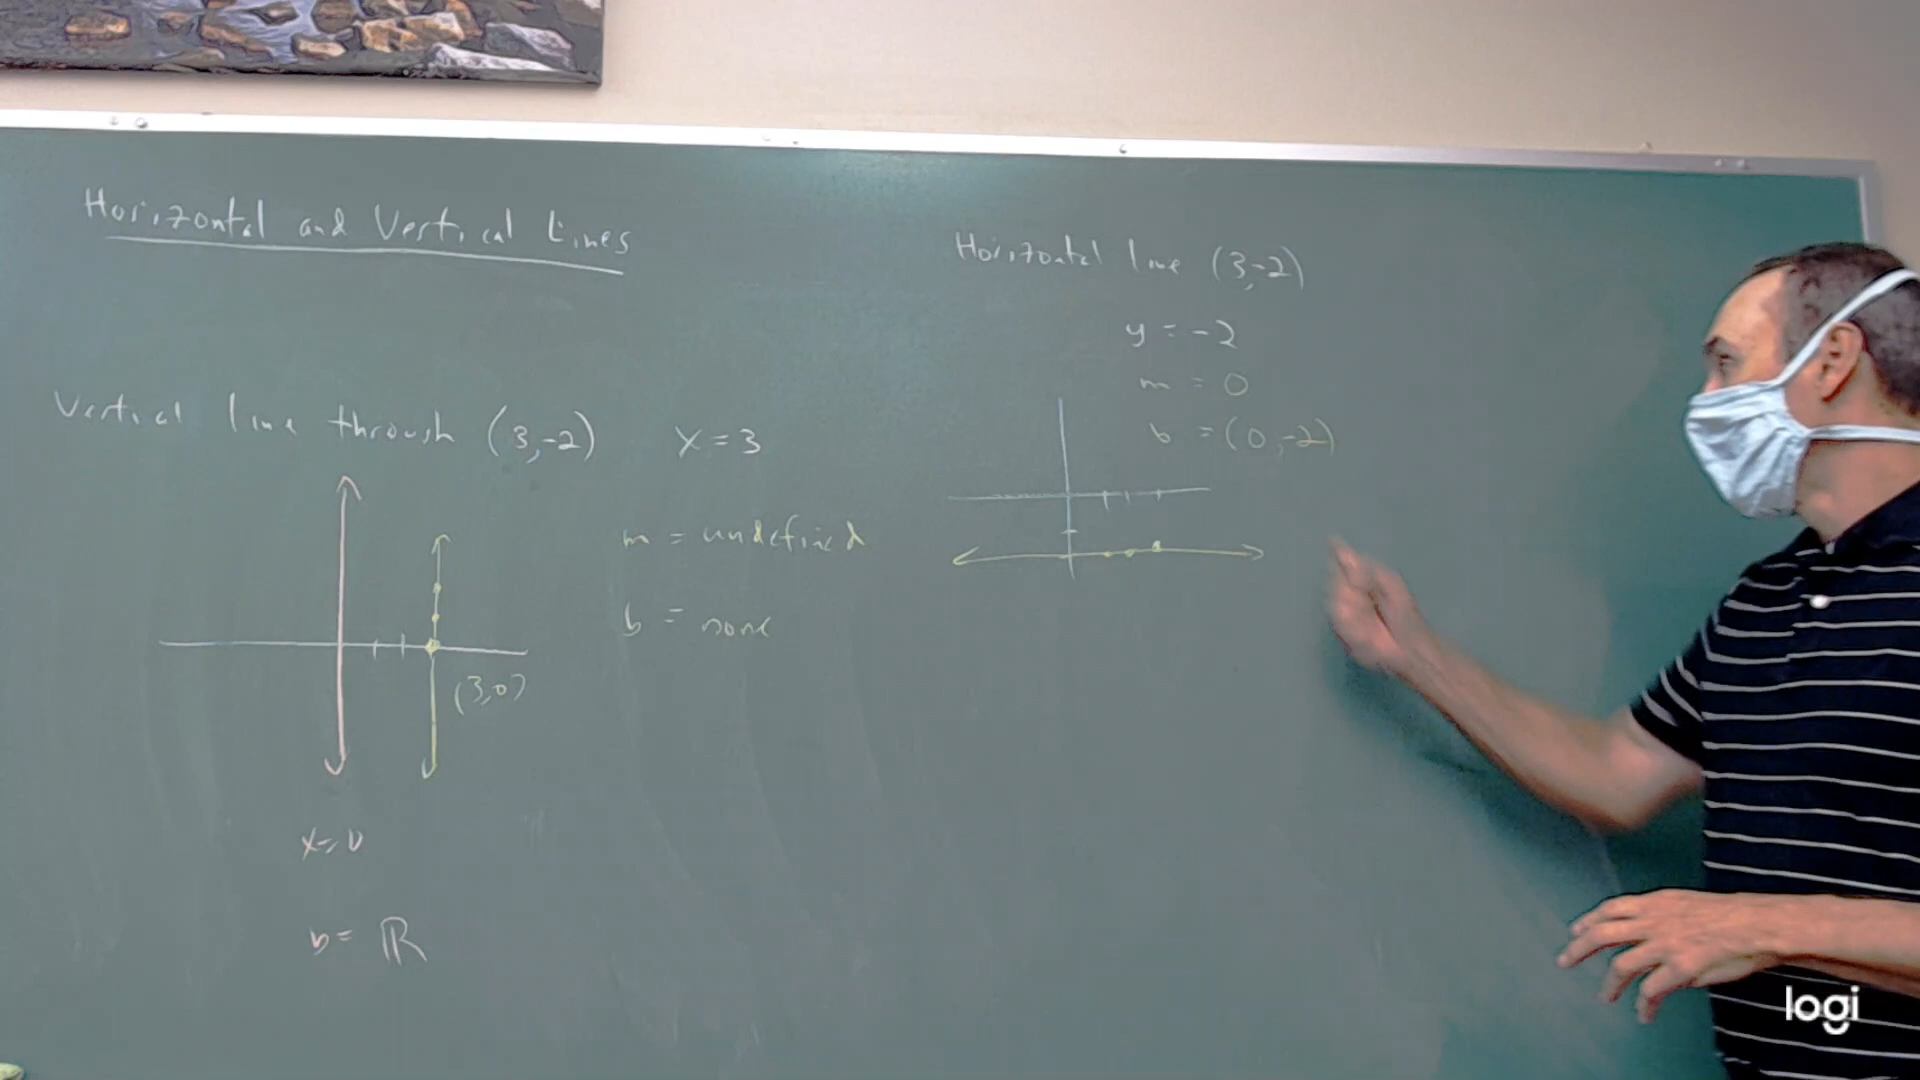 Horizontal and Vertical Lines
Vertical line through (3,-2) x = 3
m = undefined
b = none
(3,0)
x = 0
b = ℝ
Horizontal line (3,-2)
y = -2
m = 0
b = (0,-2)
logi